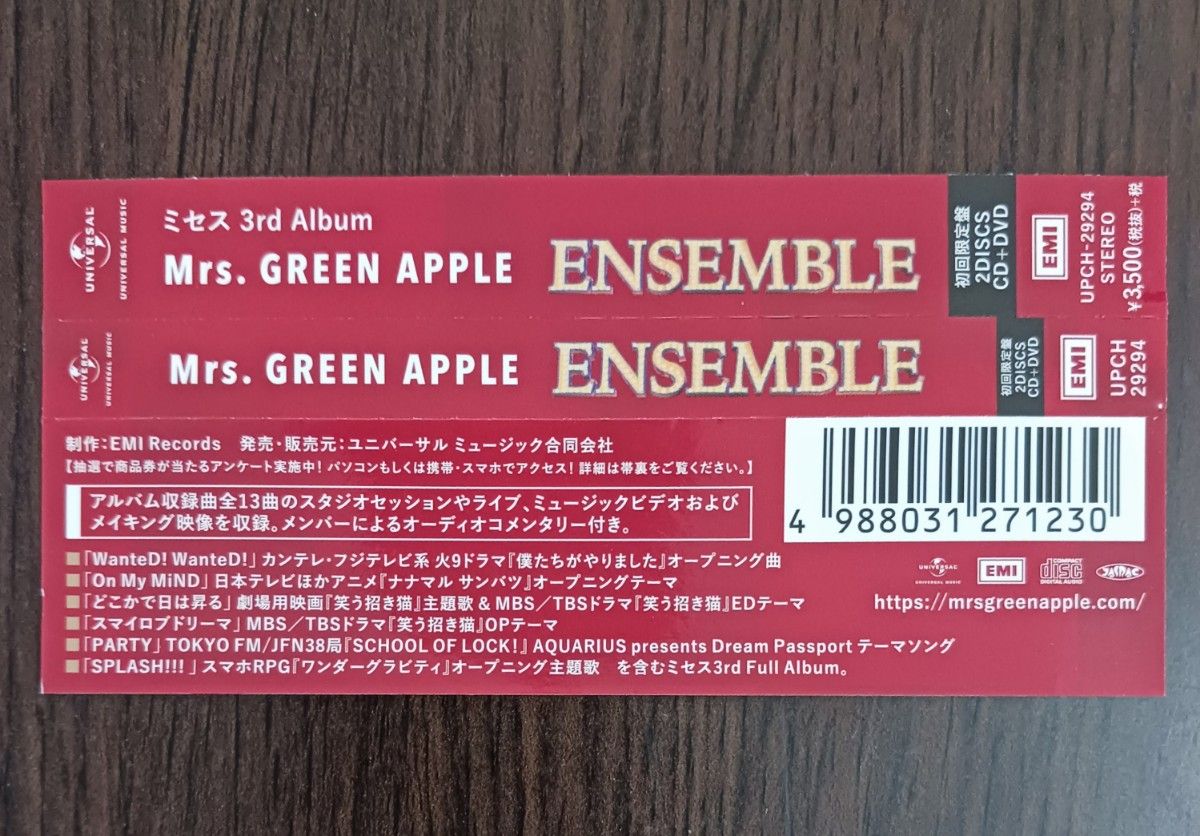 UNIVERSAL
UNIVERSAL MUSIC
ミセス 3rd Album
Mrs. GREEN APPLE
ENSEMBLE
初回限定盤
2DISCS
CD+DVD
EMI
UPCH-29294
STEREO
¥3,500(税抜)+税
UNIVERSAL
UNIVERSAL MUSIC
Mrs. GREEN APPLE
ENSEMBLE
初回限定盤
2DISCS
CD+DVD
EMI
UPCH
29294
制作:EMI Records 発売・販売元:ユニバーサル ミュージック合同会社
【抽選で商品券が当たるアンケート実施中! パソコンもしくは携帯・スマホでアクセス! 詳細は帯裏をご覧ください。】
アルバム収録曲全13曲のスタジオセッションやライブ、ミュージックビデオおよび
メイキング映像を収録。メンバーによるオーディオコメンタリー付き。
4 988031 271230
■「WanteD! WanteD!」カンテレ・フジテレビ系 火9ドラマ『僕たちがやりました』オープニング曲
■「On My MiND」日本テレビほかアニメ『ナナマル サンバツ』オープニングテーマ
■「どこかで日は昇る」劇場用映画『笑う招き猫』主題歌 & MBS/TBSドラマ『笑う招き猫』EDテーマ
■「スマイロブドリーマ」MBS/TBSドラマ『笑う招き猫』OPテーマ
■「PARTY」TOKYO FM/JFN38局『SCHOOL OF LOCK!』AQUARIUS presents Dream Passport テーマソング
■「SPLASH!!!」スマホRPG『ワンダーグラビティ』オープニング主題歌 を含むミセス3rd Full Album。
UNIVERSAL
UNIVERSAL MUSIC
EMI
COMPACT
disc
DIGITAL AUDIO
JASRAC
https://mrsgreenapple.com/